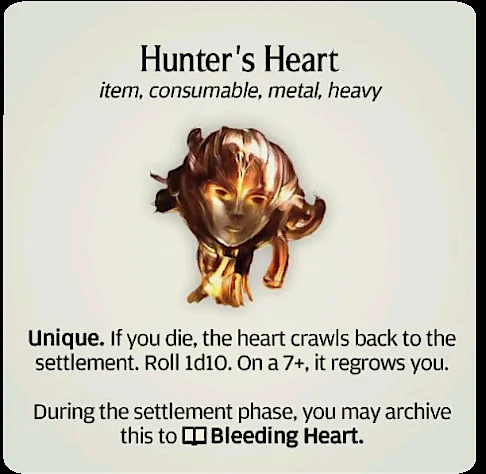 Hunter's Heart
item, consumable, metal, heavy
Unique. If you die, the heart crawls back to the
settlement. Roll 1d10. On a 7+, it regrows you.
During the settlement phase, you may archive
this to Bleeding Heart.